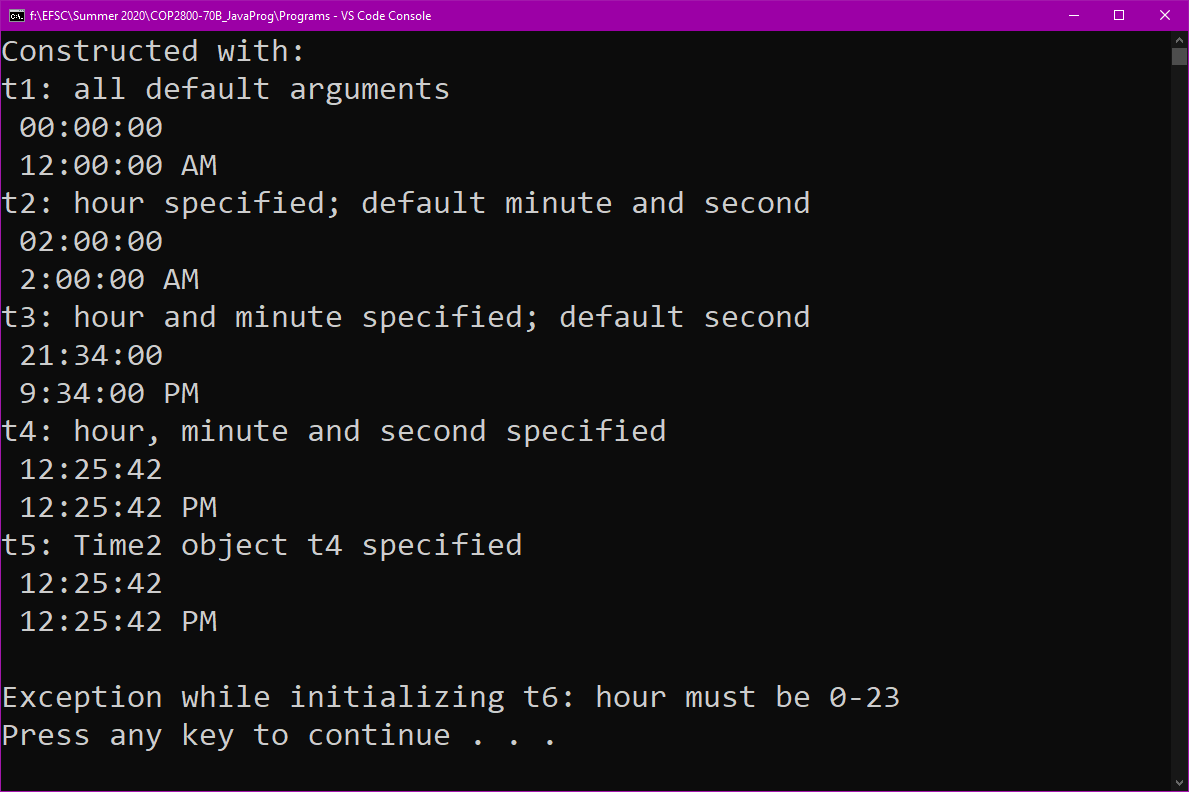 f:\EFSC\Summer 2020\COP2800-70B_JavaProg\Programs - VS Code Console
Constructed with:
t1: all default arguments
 00:00:00
 12:00:00 AM
t2: hour specified; default minute and second
 02:00:00
 2:00:00 AM
t3: hour and minute specified; default second
 21:34:00
 9:34:00 PM
t4: hour, minute and second specified
 12:25:42
 12:25:42 PM
t5: Time2 object t4 specified
 12:25:42
 12:25:42 PM

Exception while initializing t6: hour must be 0-23
Press any key to continue . . .